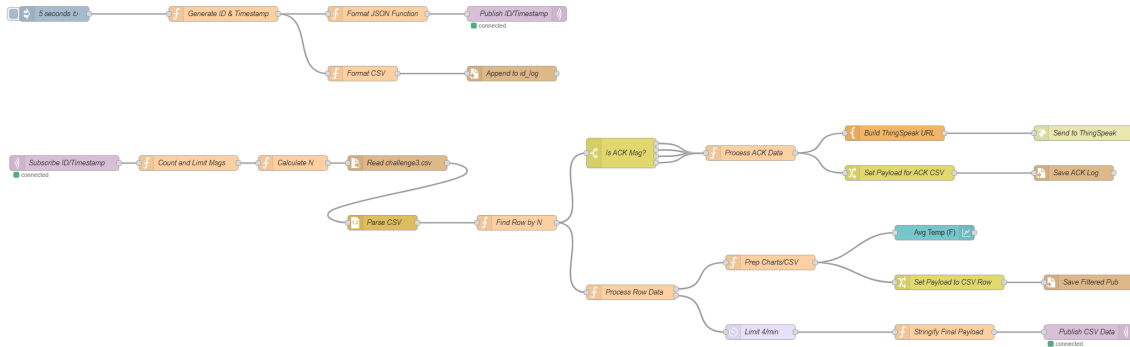 5 seconds ↻
Generate ID & Timestamp
Format JSON Function
Publish ID/Timestamp
connected
Format CSV
Append to id_log
Subscribe ID/Timestamp
connected
Count and Limit Msgs
Calculate N
Read challenge3.csv
Is ACK Msg?
Process ACK Data
Build ThingSpeak URL
Send to ThingSpeak
Set Payload for ACK CSV
Save ACK Log
Parse CSV
Find Row by N
Avg Temp (F)
Prep Charts/CSV
Process Row Data
Set Payload to CSV Row
Save Filtered Pub
Limit 4/min
Stringify Final Payload
Publish CSV Data
connected